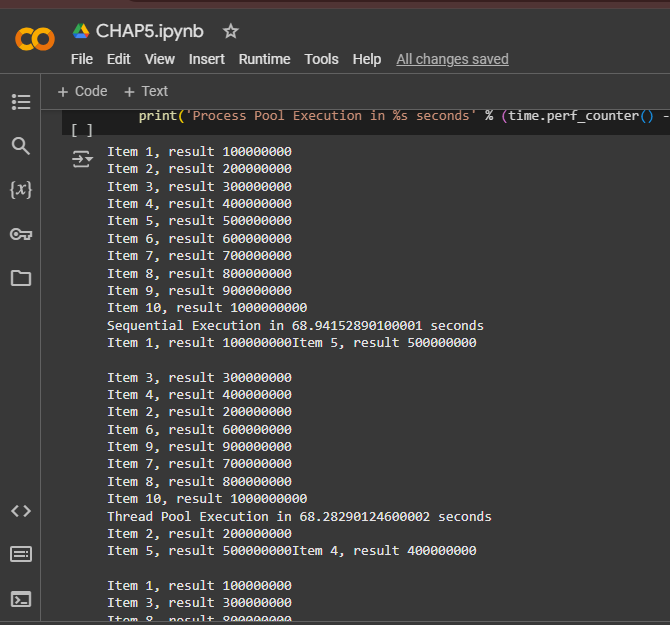 CHAP5.ipynb
File Edit View Insert Runtime Tools Help All changes saved
+ Code + Text
print('Process Pool Execution in %s seconds' % (time.perf_counter() -
[ ]
Item 1, result 100000000
Item 2, result 200000000
Item 3, result 300000000
Item 4, result 400000000
Item 5, result 500000000
Item 6, result 600000000
Item 7, result 700000000
Item 8, result 800000000
Item 9, result 900000000
Item 10, result 1000000000
Sequential Execution in 68.94152890100001 seconds
Item 1, result 100000000Item 5, result 500000000
Item 3, result 300000000
Item 4, result 400000000
Item 2, result 200000000
Item 6, result 600000000
Item 9, result 900000000
Item 7, result 700000000
Item 8, result 800000000
Item 10, result 1000000000
Thread Pool Execution in 68.28290124600002 seconds
Item 2, result 200000000
Item 5, result 500000000Item 4, result 400000000
Item 1, result 100000000
Item 3, result 300000000
Item 8, result 800000000